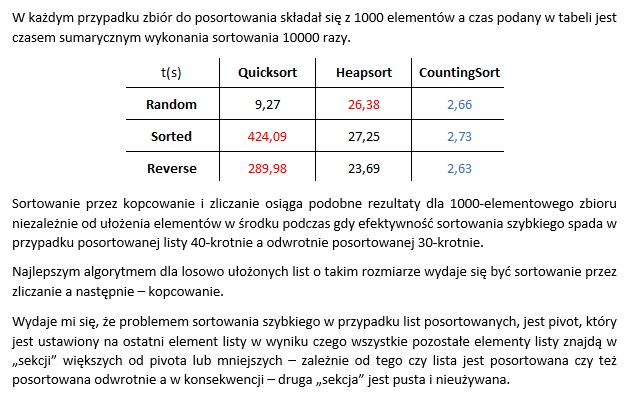 W każdym przypadku zbiór do posortowania składał się z 1000 elementów a czas podany w tabeli jest
czasem sumarycznym wykonania sortowania 10000 razy.
t(s) Quicksort Heapsort CountingSort
Random 9,27 26,38 2,66
Sorted 424,09 27,25 2,73
Reverse 289,98 23,69 2,63
Sortowanie przez kopcowanie i zliczanie osiąga podobne rezultaty dla 1000-elementowego zbioru
niezależnie od ułożenia elementów w środku podczas gdy efektywność sortowania szybkiego spada w
przypadku posortowanej listy 40-krotnie a odwrotnie posortowanej 30-krotnie.
Najlepszym algorytmem dla losowo ułożonych list o takim rozmiarze wydaje się być sortowanie przez
zliczanie a następnie – kopcowanie.
Wydaje mi się, że problemem sortowania szybkiego w przypadku list posortowanych, jest pivot, który
jest ustawiony na ostatni element listy w wyniku czego wszystkie pozostałe elementy listy znajdą w
„sekcji” większych od pivota lub mniejszych – zależnie od tego czy lista jest posortowana czy też
posortowana odwrotnie a w konsekwencji – druga „sekcja” jest pusta i nieużywana.